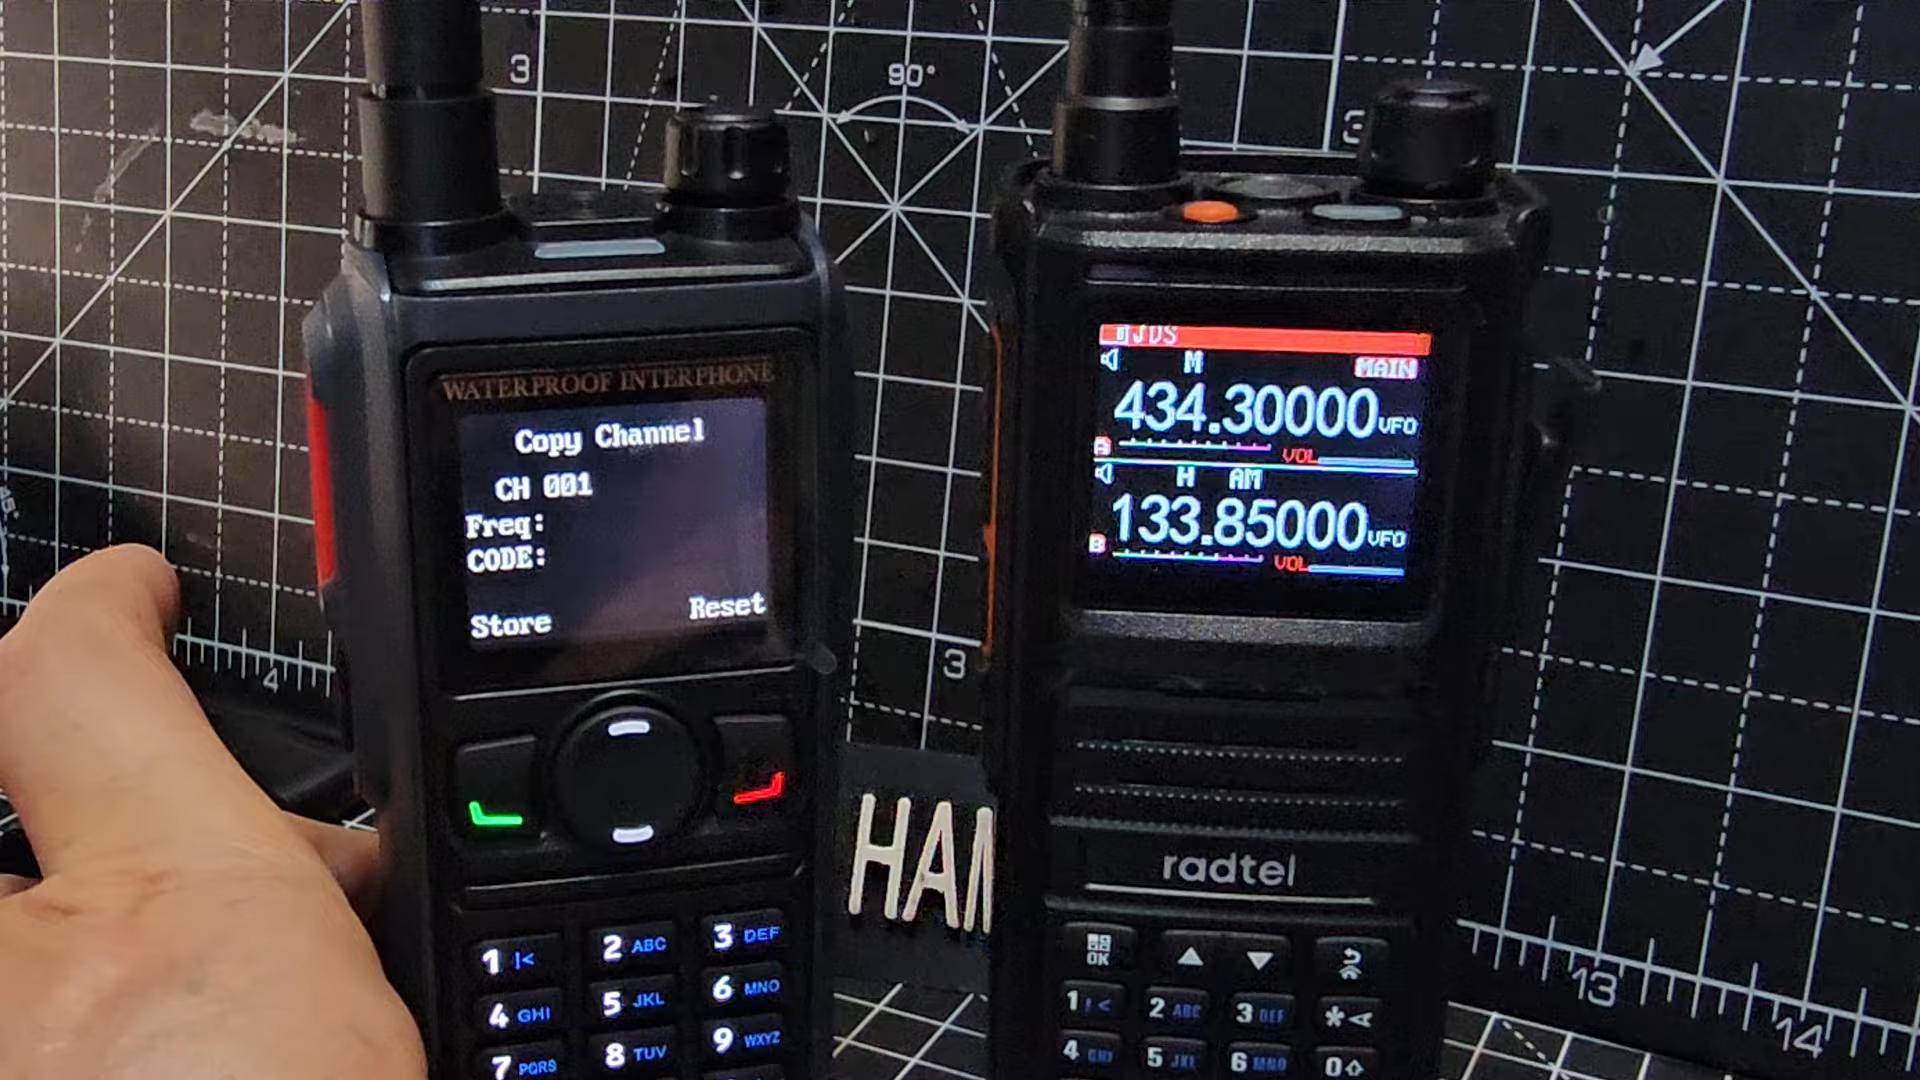 3
90°
3
WATERPROOF INTERPHONE
Copy Channel
CH 001
Freq:
CODE:
Store
Reset
JDS
M
MAIN
434.30000 VFO
A
VOL
H AM
133.85000 VFO
B
VOL
45°
4
3
HAM
radtel
1 2 ABC 3 DEF
4 GHI 5 JKL 6 MNO
7 PQRS 8 TUV 9 WXYZ
OK
1 2 ABC 3 DEF *
4 GHI 5 JKL 6 MNO 0
13
14